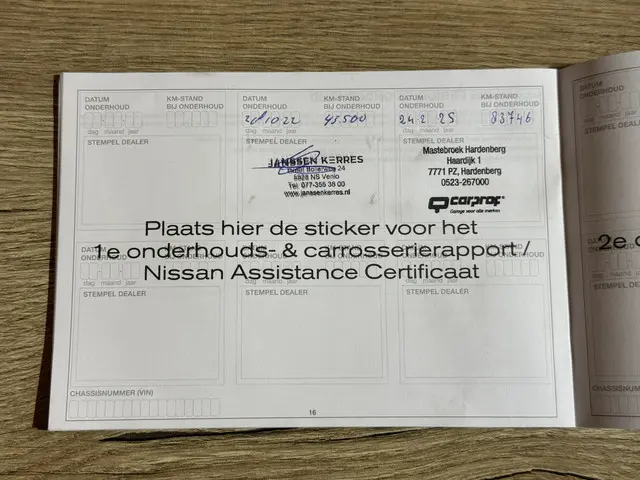 DATUM ONDERHOUD KM-STAND BIJ ONDERHOUD
dag maand jaar
STEMPEL DEALER
DATUM ONDERHOUD KM-STAND BIJ ONDERHOUD
10 22 45.500
dag maand jaar
STEMPEL DEALER
JANSSEN KERRES
24
5928 NS Venlo
Tel. 077-355 38 00
www.janssenkerres.nl
DATUM ONDERHOUD KM-STAND BIJ ONDERHOUD
24 2 25 83746
dag maand jaar
STEMPEL DEALER
Mastebroek Hardenberg
Haardijk 1
7771 PZ, Hardenberg
0523-267000
carprof
Garage voor alle merken
Plaats hier de sticker voor het
1e onderhouds- & carrosserierapport /
Nissan Assistance Certificaat
2e
STEMPEL DEALER
STEMPEL DEALER
STEMPEL DEALER
CHASSISNUMMER (VIN)
16